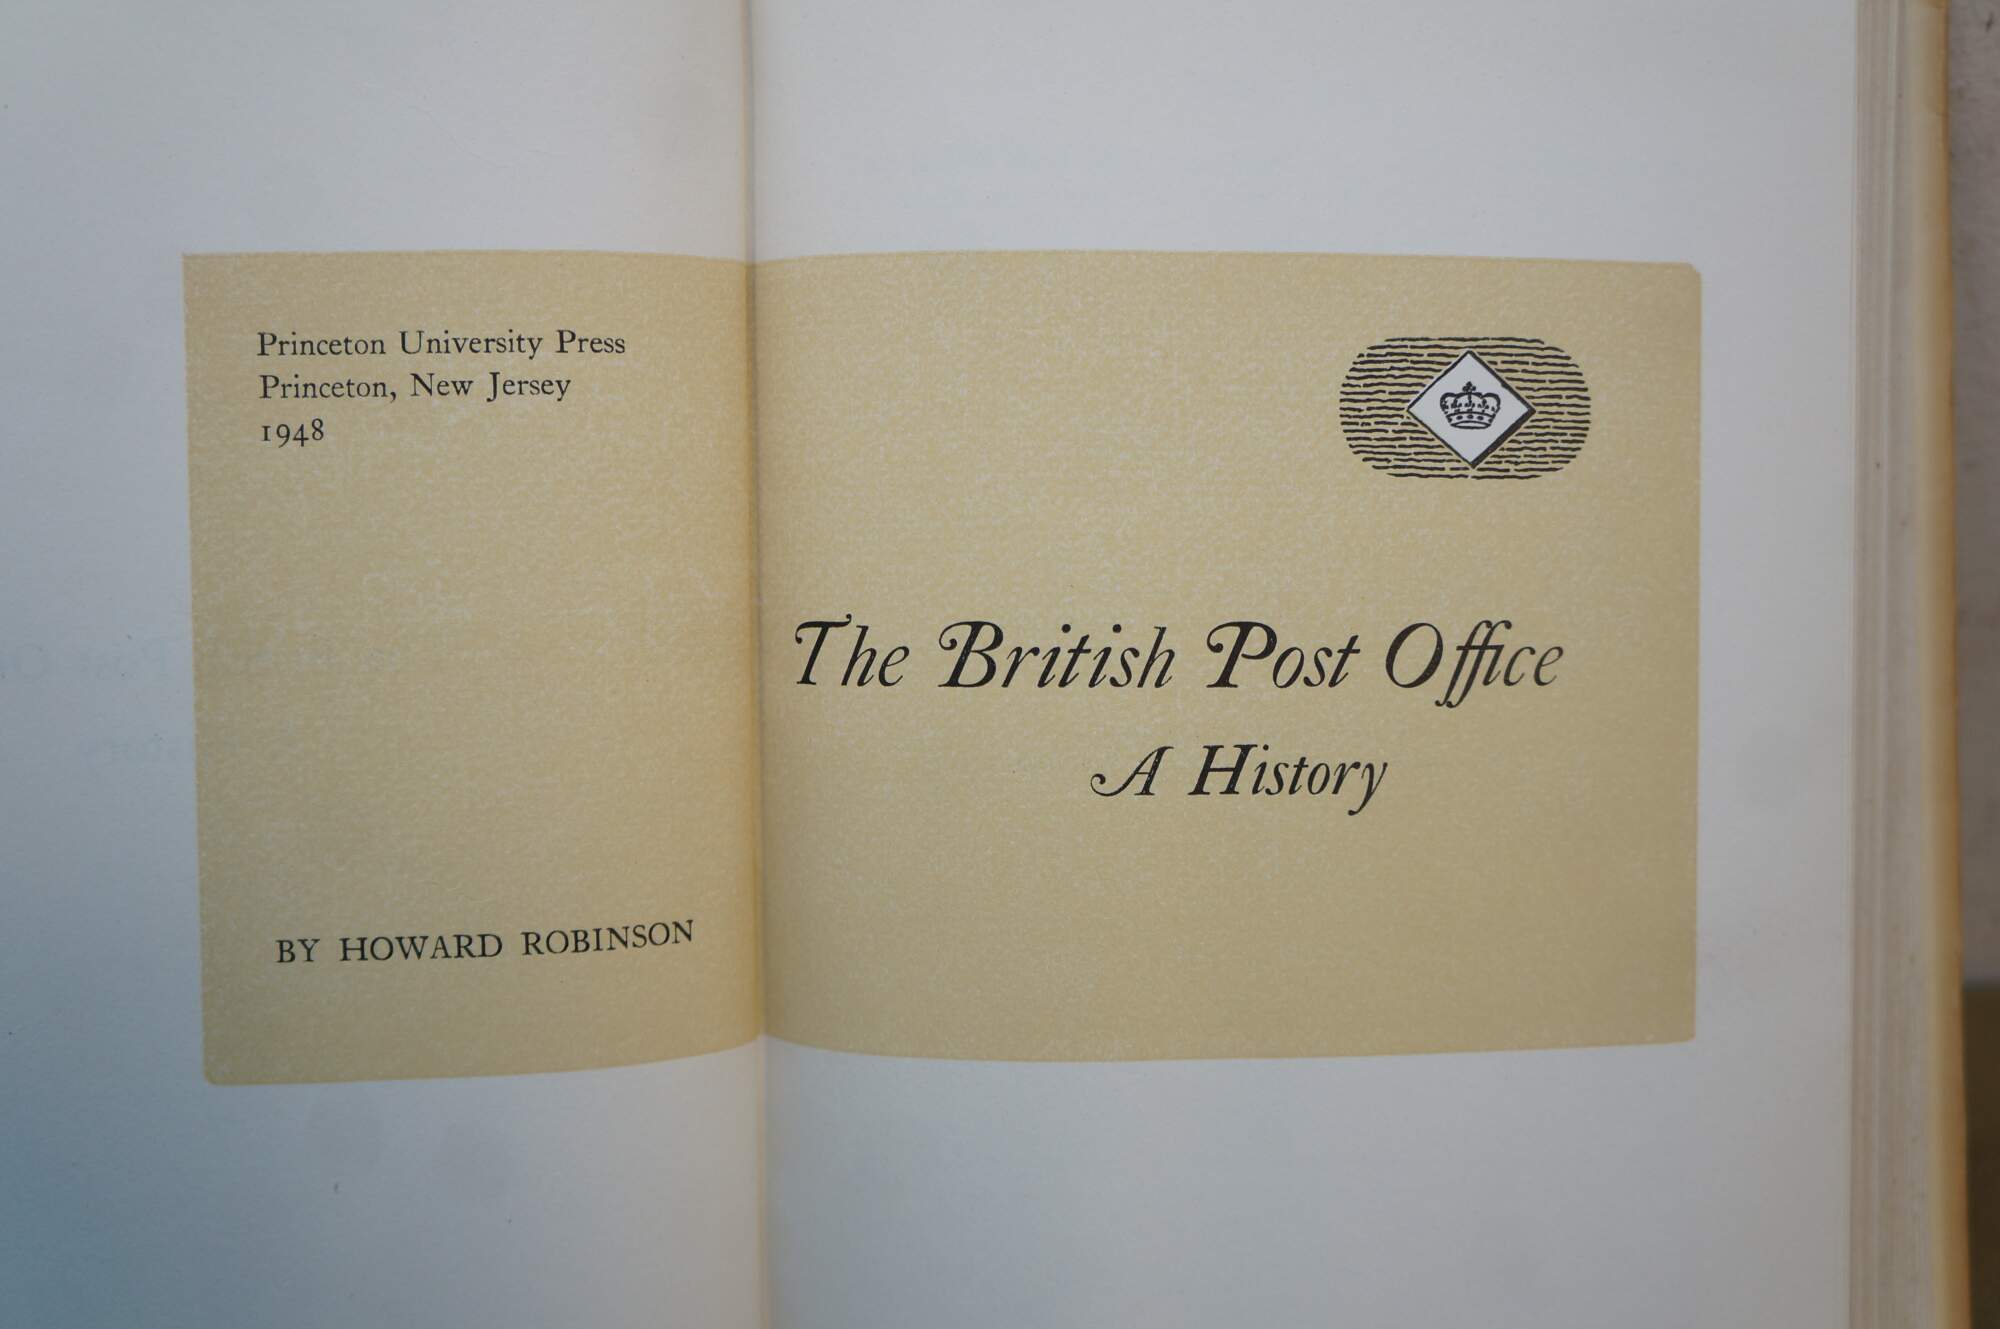 Princeton University Press
Princeton, New Jersey
1948
BY HOWARD ROBINSON
The British Post Office
A History